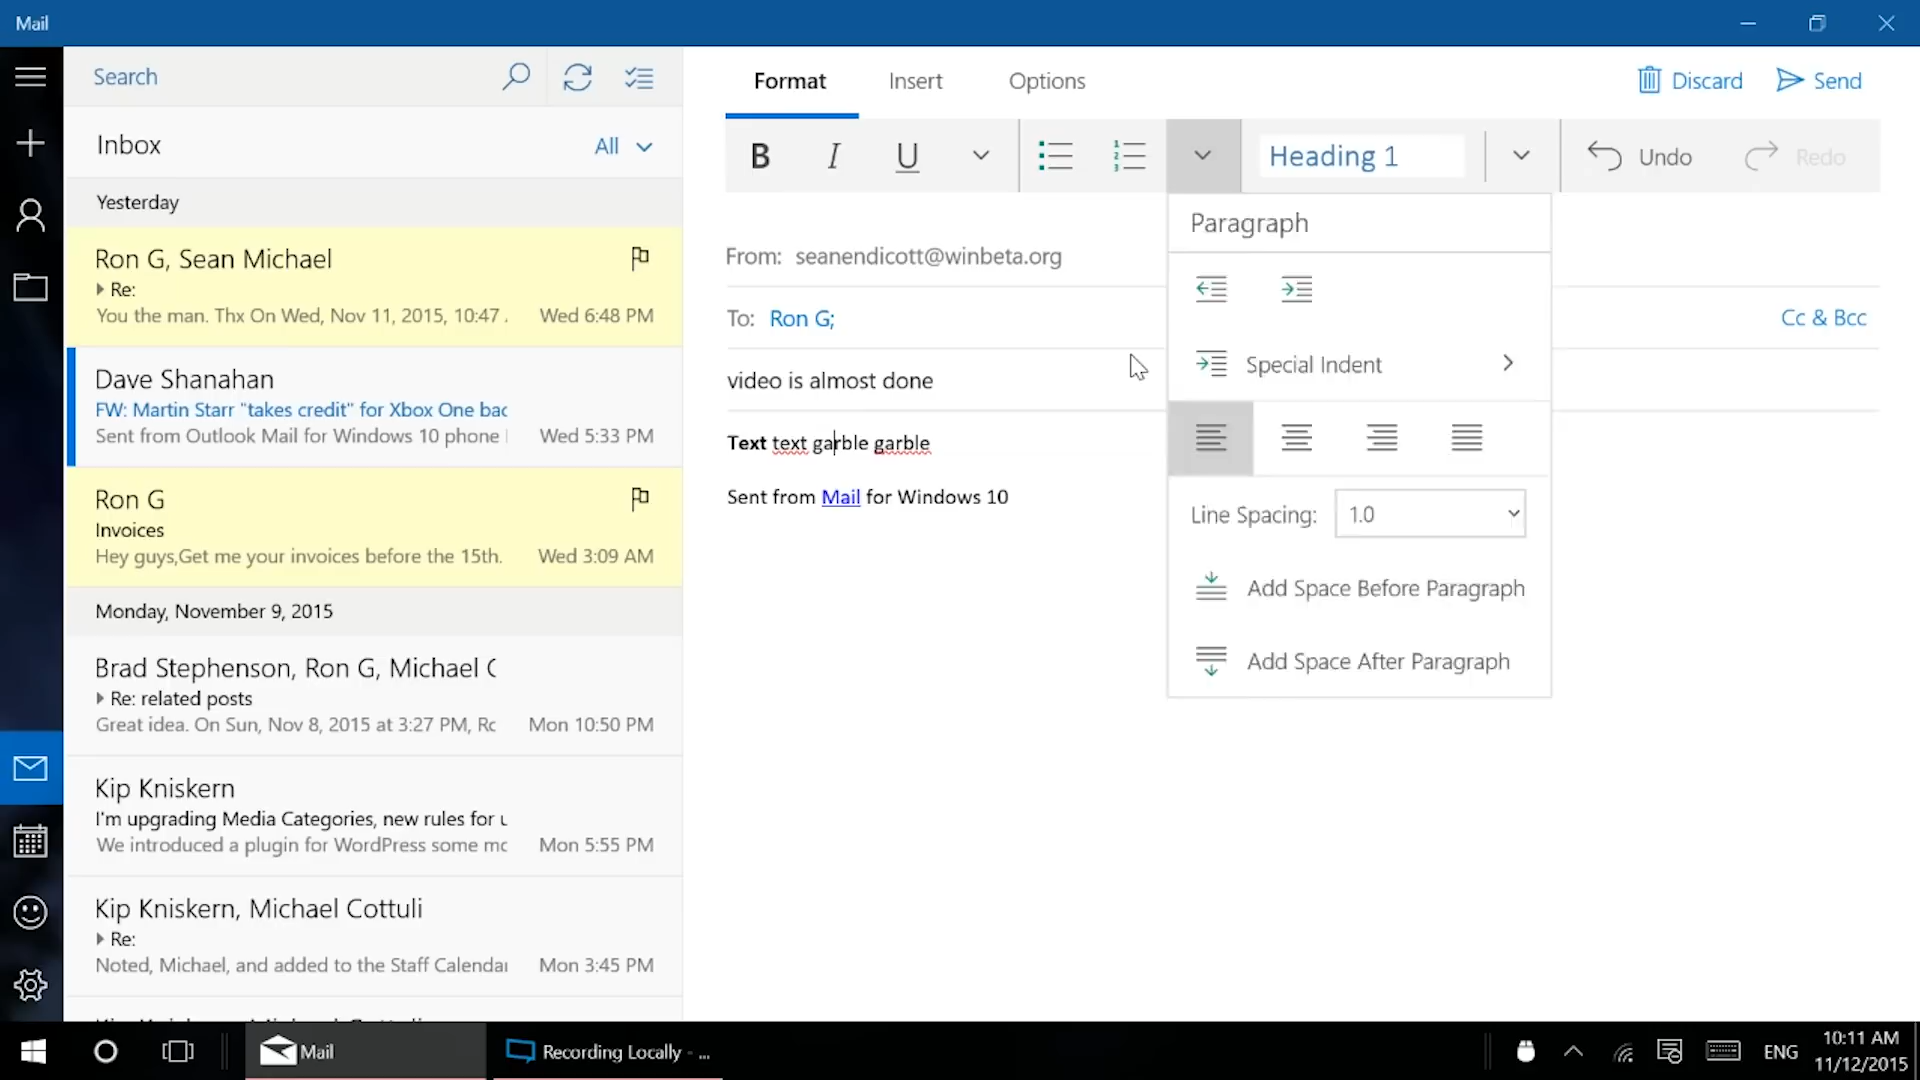 Mail
Search
Inbox
All
Yesterday
Ron G, Sean Michael
Re:
You the man. Thx On Wed, Nov 11, 2015, 10:47 .
Wed 6:48 PM
Dave Shanahan
FW: Martin Starr "takes credit" for Xbox One bac
Sent from Outlook Mail for Windows 10 phone
Wed 5:33 PM
Ron G
Invoices
Hey guys,Get me your invoices before the 15th.
Wed 3:09 AM
Monday, November 9, 2015
Brad Stephenson, Ron G, Michael C
Re: related posts
Great idea. On Sun, Nov 8, 2015 at 3:27 PM, Rc
Mon 10:50 PM
Kip Kniskern
I'm upgrading Media Categories, new rules for u
We introduced a plugin for WordPress some mc
Mon 5:55 PM
Kip Kniskern, Michael Cottuli
Re:
Noted, Michael, and added to the Staff Calendar
Mon 3:45 PM
Format
Insert
Options
Discard
Send
B
I
U
Heading 1
Undo
Redo
From: seanendicott@winbeta.org
To: Ron G;
Cc & Bcc
video is almost done
Text text garble garble
Sent from Mail for Windows 10
Paragraph
Special Indent
Line Spacing: 1.0
Add Space Before Paragraph
Add Space After Paragraph
Mail
Recording Locally - ...
ENG
10:11 AM
11/12/2015